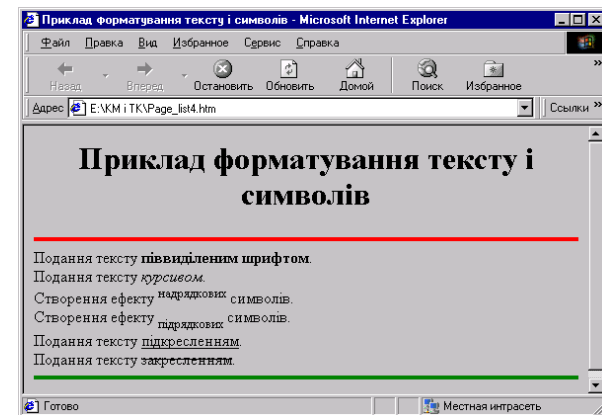 Приклад форматування тексту і символів - Microsoft Internet Explorer
Файл Правка Вид Избранное Сервис Справка
Назад Вперед Остановить Обновить Домой Поиск Избранное »
Адрес E:\KM і TK\Page_list4.htm Ссылки »
Приклад форматування тексту і
символів
Подання тексту піввиділеним шрифтом.
Подання тексту курсивом.
Створення ефекту надрядкових символів.
Створення ефекту підрядкових символів.
Подання тексту підкресленням.
Подання тексту закресленням.
Готово Местная интрасеть